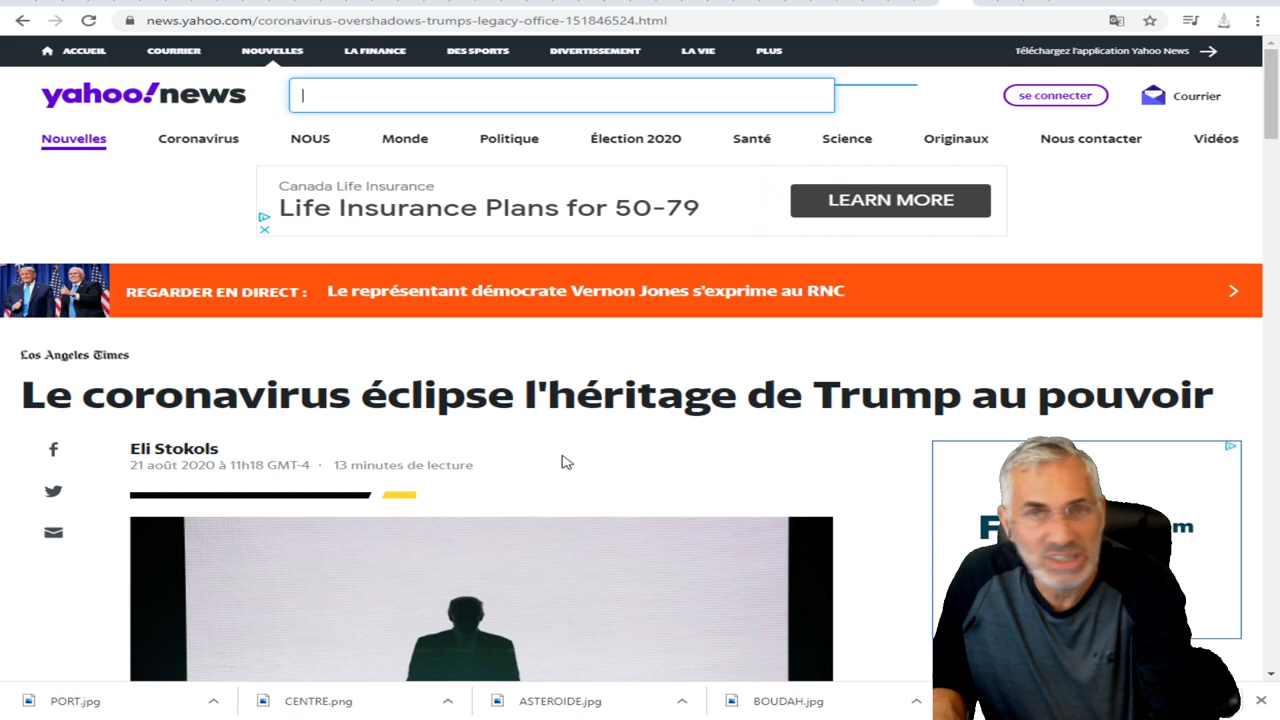 news.yahoo.com/coronavirus-overshadows-trumps-legacy-office-151846524.html
ACCUEIL COURRIER NOUVELLES LA FINANCE DES SPORTS DIVERTISSEMENTS LA VIE PLUS Téléchargez l'application Yahoo News
yahoo!news
se connecter Courrier
Nouvelles Coronavirus NOUS Monde Politique Élection 2020 Santé Science Originaux Nous contacter Vidéos
Canada Life Insurance
Life Insurance Plans for 50-79
LEARN MORE
REGARDER EN DIRECT : Le représentant démocrate Vernon Jones s'exprime au RNC
Los Angeles Times
Le coronavirus éclipse l'héritage de Trump au pouvoir
Eli Stokols
21 août 2020 à 11h18 GMT-4 · 13 minutes de lecture
PORT.jpg CENTRE.png ASTEROIDE.jpg BOUDAH.jpg